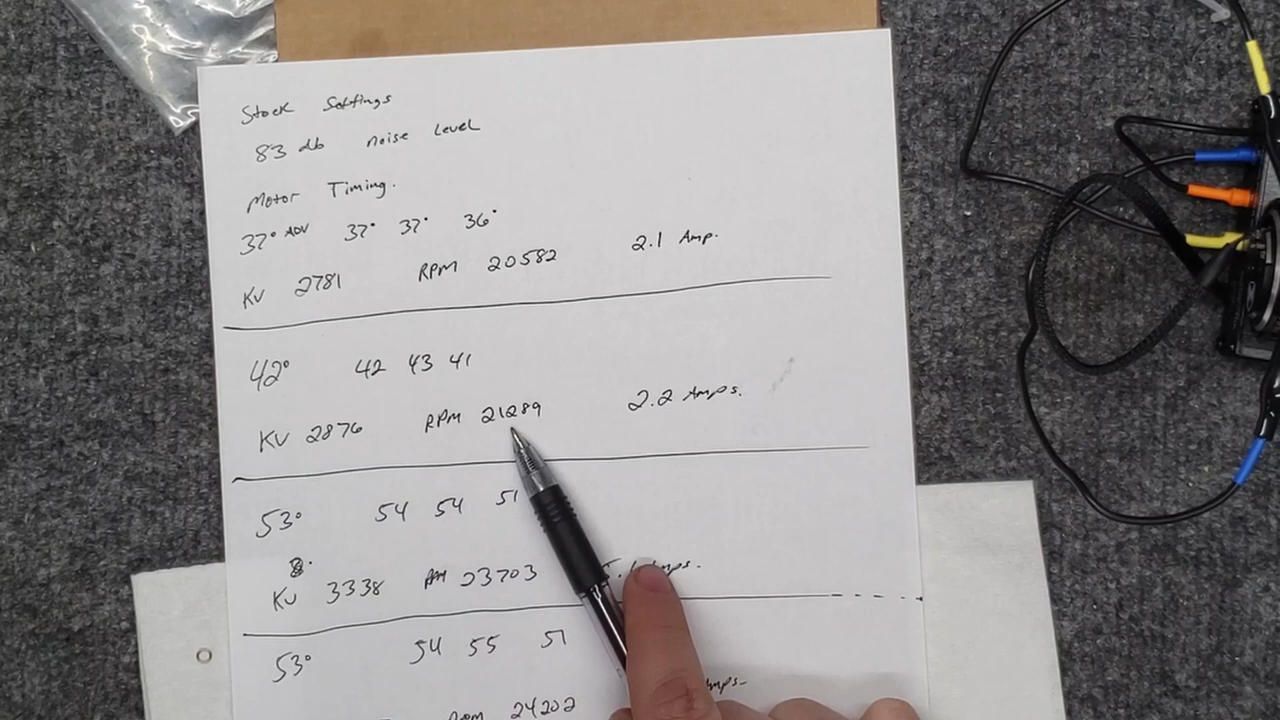 Stock Settings
83 db noise Level
Motor Timing.
37° ADV 37° 37° 36°
KV 2781 RPM 20582 2.1 Amp.
42° 42 43 41
KV 2876 RPM 21289 2.2 Amps.
53° 54 54 51
KV 3338 RPM 23703
53° 54 55 51
RPM 24202